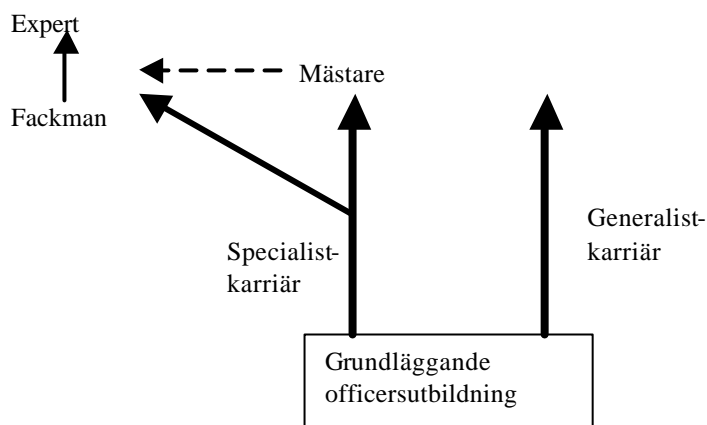 Expert
Mästare
Fackman
Generalist-
karriär
Specialist-
karriär
Grundläggande
officersutbildning